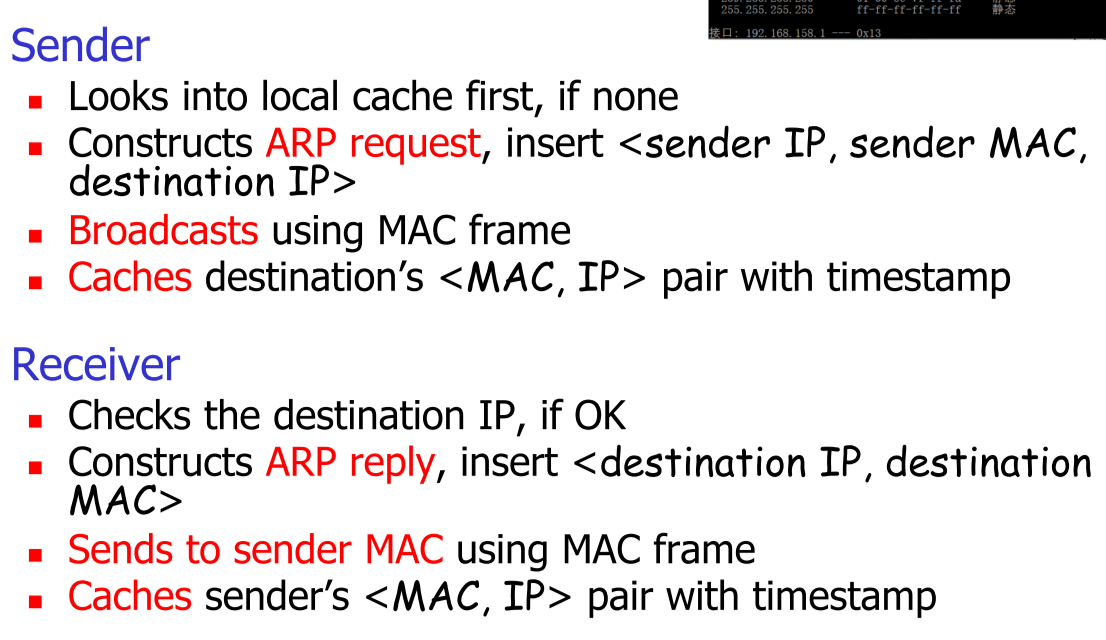 255.255.255.255 ff-ff-ff-ff-ff-ff 静态
接口: 192.168.158.1 --- 0x13
Sender
Looks into local cache first, if none
Constructs ARP request, insert <sender IP, sender MAC,
destination IP>
Broadcasts using MAC frame
Caches destination’s <MAC, IP> pair with timestamp
Receiver
Checks the destination IP, if OK
Constructs ARP reply, insert <destination IP, destination
MAC>
Sends to sender MAC using MAC frame
Caches sender’s <MAC, IP> pair with timestamp